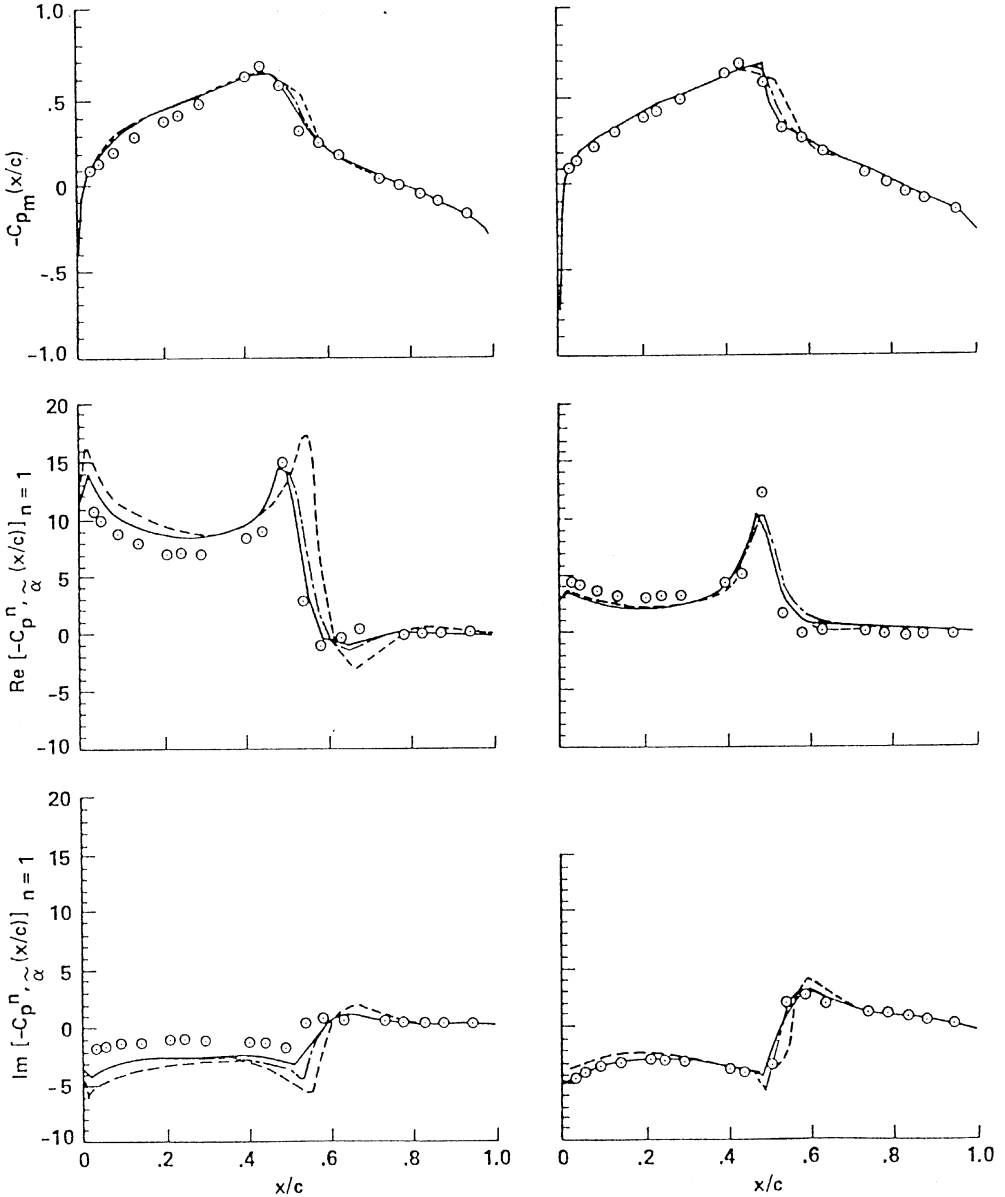 1.0
.5
0
-.5
-1.0
-C_{p_m}(x/c)
20
15
10
5
0
-5
-10
Re [-C_p^n, α̃ (x/c)] n = 1
20
15
10
5
0
-5
-10
Im [-C_p^n, α̃ (x/c)] n = 1
0 .2 .4 .6 .8 1.0
x/c
0 .2 .4 .6 .8 1.0
x/c